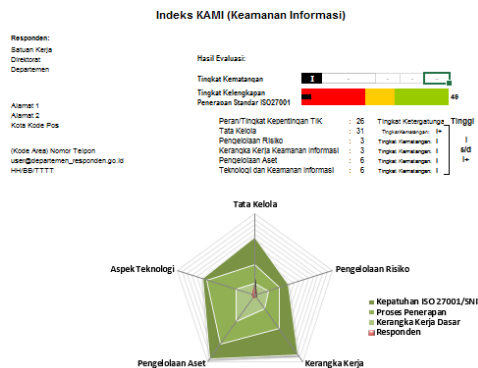 Indeks KAMI (Keamanan Informasi)
Responden:
Satuan Kerja
Direktorat
Departemen
Alamat 1
Alamat 2
Kota Kode Pos
(Kode Area) Nomor Telpon
user@departemen_responden.go.id
HH/BB/TTTT
Hasil Evaluasi:
Tingkat Kematangan I - - - -
Tingkat Kelengkapan
Penerapan Standar ISO27001 49
Peran/Tingkat Kepentingan TIK : 26 Tingkat Ketergatunga Tinggi
Tata Kelola : 31 Tingkat Kematangan: I+
Pengelolaan Risiko : 3 Tingkat Kematangan: I I
Kerangka Kerja Keamanan Informasi : 3 Tingkat Kematangan: I s/d
Pengelolaan Aset : 6 Tingkat Kematangan: I I+
Teknologi dan Keamanan Informasi : 6 Tingkat Kematangan: I
Tata Kelola
Aspek Teknologi
Pengelolaan Risiko
Kepatuhan ISO 27001/SNI
Proses Penerapan
Kerangka Kerja Dasar
Responden
Pengelolaan Aset
Kerangka Kerja